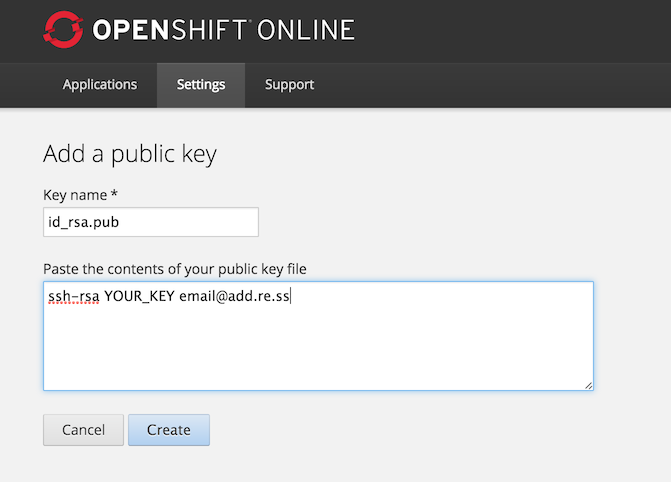 OPENSHIFT ONLINE
Applications Settings Support
Add a public key
Key name *
id_rsa.pub
Paste the contents of your public key file
ssh-rsa YOUR_KEY email@add.re.ss
Cancel Create